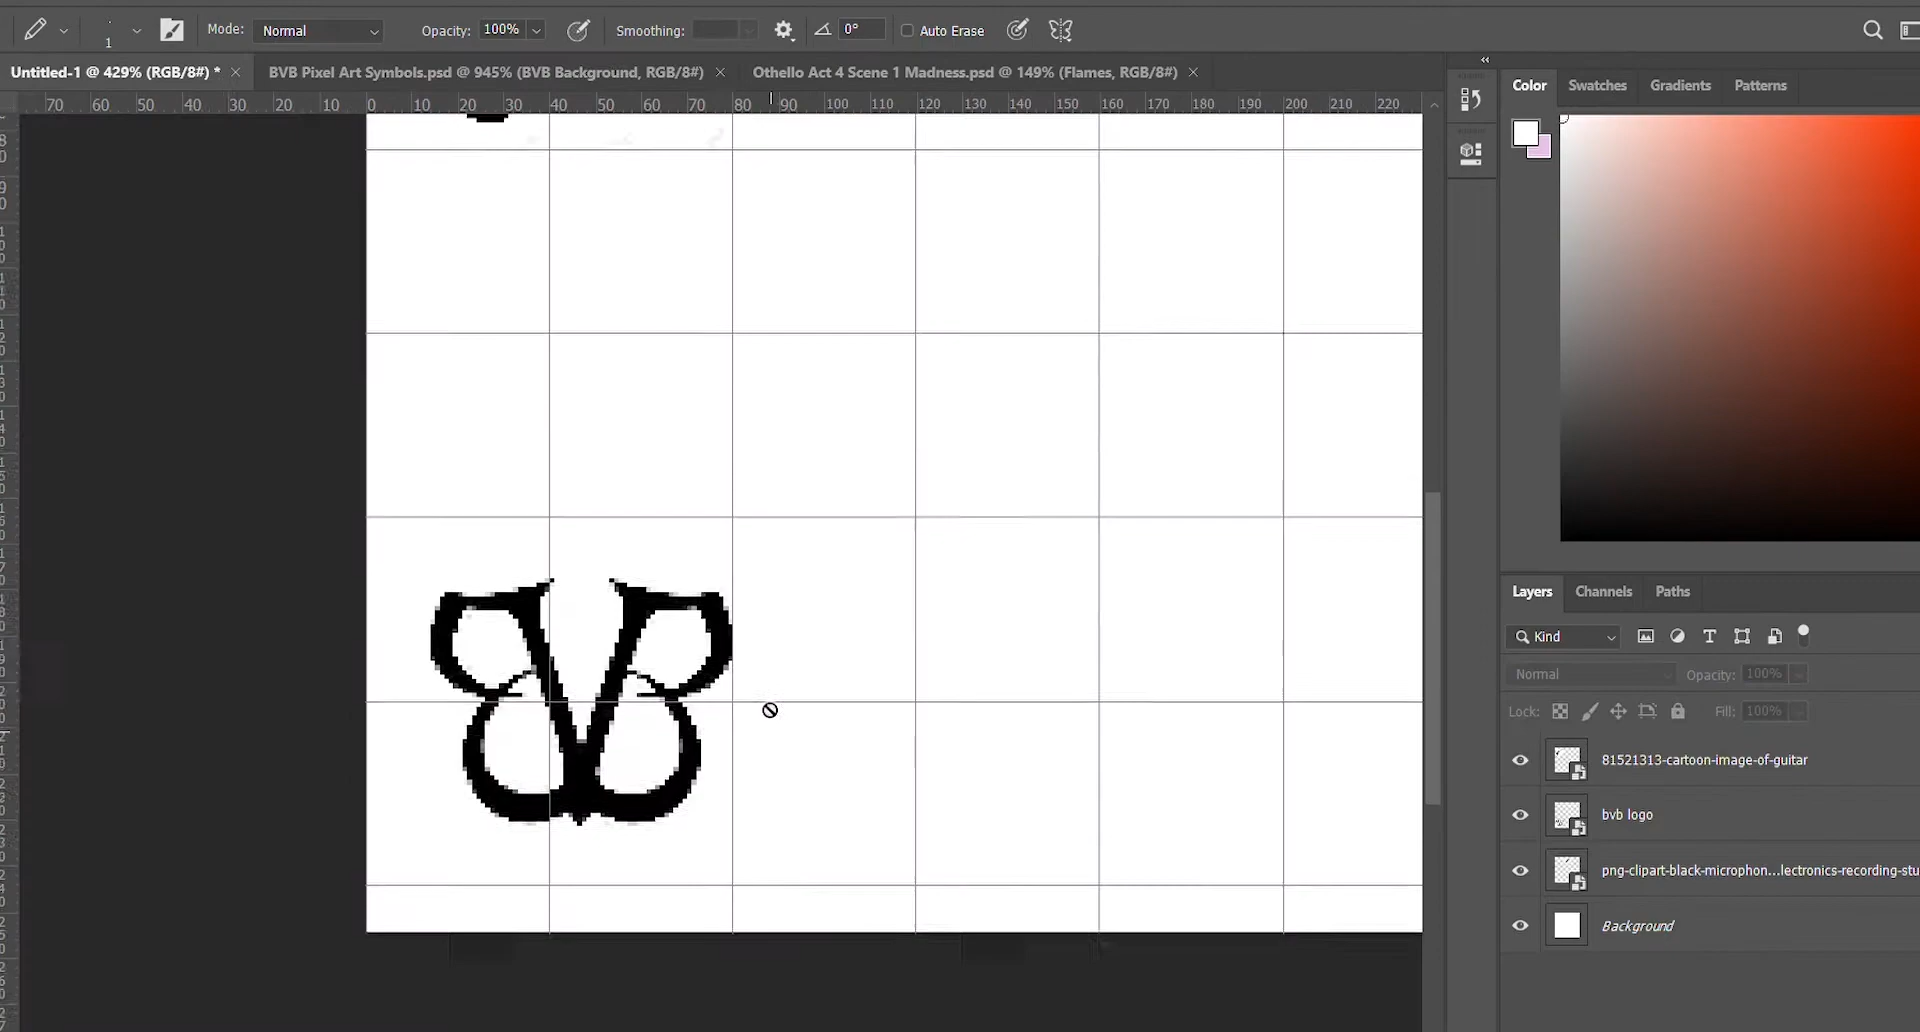 1
Mode: Normal Opacity: 100% Smoothing: 0° Auto Erase
Untitled-1 @ 429% (RGB/8#) * × BVB Pixel Art Symbols.psd @ 945% (BVB Background, RGB/8#) × Othello Act 4 Scene 1 Madness.psd @ 149% (Flames, RGB/8#) ×
70 60 50 40 30 20 10 0 10 20 30 40 50 60 70 80 90 100 110 120 130 140 150 160 170 180 190 200 210 220
Color Swatches Gradients Patterns
Layers Channels Paths
Kind
Normal Opacity: 100%
Lock: Fill: 100%
81521313-cartoon-image-of-guitar
bvb logo
png-clipart-black-microphon...lectronics-recording-stu
Background